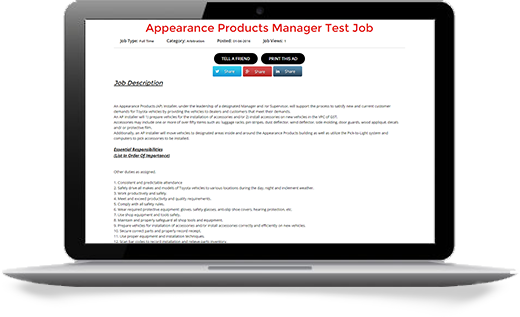 Appearance Products Manager Test Job
Job Type: Full Time Category: Arbitration Posted: 01-06-2016 Job Views: 1
TELL A FRIEND PRINT THIS AD
Share Share Share
Job Description
An Appearance Products (AP) Installer, under the leadership of a designated Manager and /or Supervisor, will support the process to satisfy new and current customer
demands for Toyota vehicles by providing the vehicles to dealers and customers that meet their demands.
An AP Installer will 1) prepare vehicles for the installation of accessories and/or 2) install accessories on new vehicles in the VPC of GST.
Accessories may include one or more of over fifty items such as: luggage racks, pin stripes, dust deflector, wind deflector, side molding, door guards, wood appliqué, decals,
and/ or protective film.
Additionally, an AP Installer will move vehicles to designated areas inside and around the Appearance Products building as well as utilize the Pick-to-Light system and
computers to pick accessories to be installed.
Essential Responsibilities
(List in Order Of Importance)
Other duties as assigned.
1. Consistent and predictable attendance
2. Safely drive all makes and models of Toyota vehicles to various locations during the day, night and inclement weather.
3. Work productively and safely.
4. Meet and exceed productivity and quality requirements.
5. Comply with all safety rules.
6. Wear required protective equipment: gloves, safety glasses, anti-slip shoe covers, hearing protection, etc.
7. Use shop equipment and tools safely.
8. Maintain and properly safeguard all shop tools and equipment.
9. Prepare vehicles for installation of accessories and/or install accessories correctly and efficiently on new vehicles.
10. Secure correct parts and properly record receipt.
11. Use proper equipment and installation techniques.
12. Scan bar codes to record installation and relieve parts inventory.